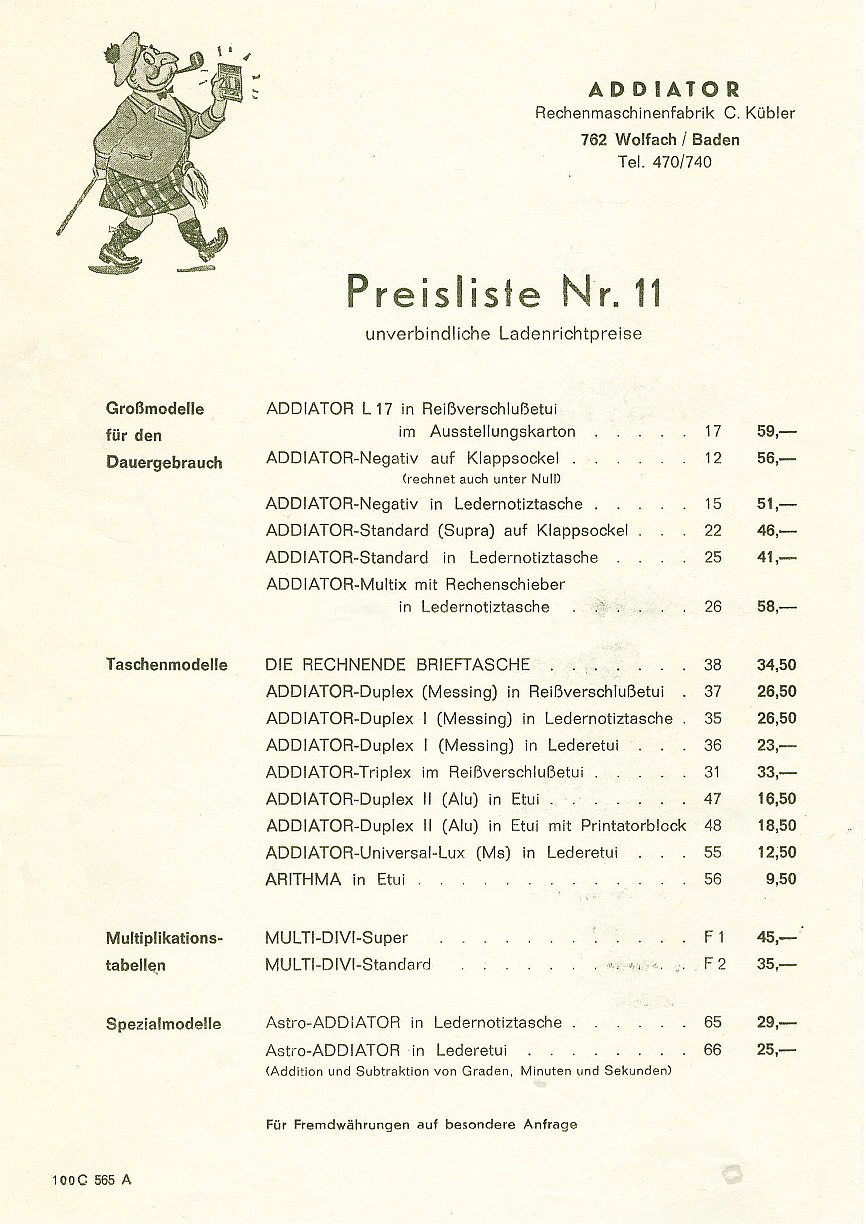 ADDIATOR
Rechenmaschinenfabrik C. Kübler
762 Wolfach / Baden
Tel. 470/740
Preisliste Nr. 11
unverbindliche Ladenrichtpreise
Großmodelle für den Dauergebrauch
ADDIATOR L 17 in Reißverschlußetui
im Ausstellungskarton . . . . . 17 59,—
ADDIATOR-Negativ auf Klappsockel . . . . . 12 56,—
(rechnet auch unter Null)
ADDIATOR-Negativ in Ledernotiztasche . . . . . 15 51,—
ADDIATOR-Standard (Supra) auf Klappsockel . . . 22 46,—
ADDIATOR-Standard in Ledernotiztasche . . . . 25 41,—
ADDIATOR-Multix mit Rechenschieber
in Ledernotiztasche . . . . . . 26 58,—
Taschenmodelle
DIE RECHNENDE BRIEFTASCHE . . . . . . . . 38 34,50
ADDIATOR-Duplex (Messing) in Reißverschlußetui . 37 26,50
ADDIATOR-Duplex I (Messing) in Ledernotiztasche . 35 26,50
ADDIATOR-Duplex I (Messing) in Lederetui . . . 36 23,—
ADDIATOR-Triplex im Reißverschlußetui . . . . . 31 33,—
ADDIATOR-Duplex II (Alu) in Etui . . . . . . . 47 16,50
ADDIATOR-Duplex II (Alu) in Etui mit Printatorblock 48 18,50
ADDIATOR-Universal-Lux (Ms) in Lederetui . . . 55 12,50
ARITHMA in Etui . . . . . . . . . . . . . 56 9,50
Multiplikations-
tabellen
MULTI-DIVI-Super . . . . . . . . . . . . F 1 45,—
MULTI-DIVI-Standard . . . . . . . . . . . F 2 35,—
Spezialmodelle
Astro-ADDIATOR in Ledernotiztasche . . . . . . 65 29,—
Astro-ADDIATOR in Lederetui . . . . . . . . 66 25,—
(Addition und Subtraktion von Graden, Minuten und Sekunden)
Für Fremdwährungen auf besondere Anfrage
100 C 565 A